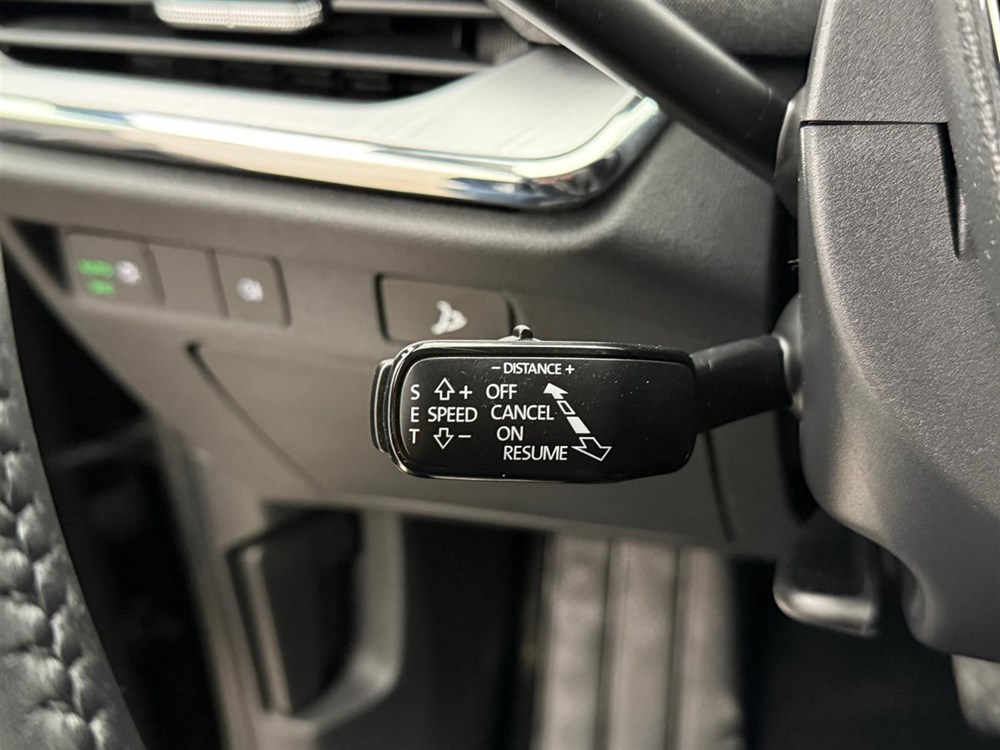 − DISTANCE +
S + OFF
E SPEED CANCEL
T − ON
RESUME